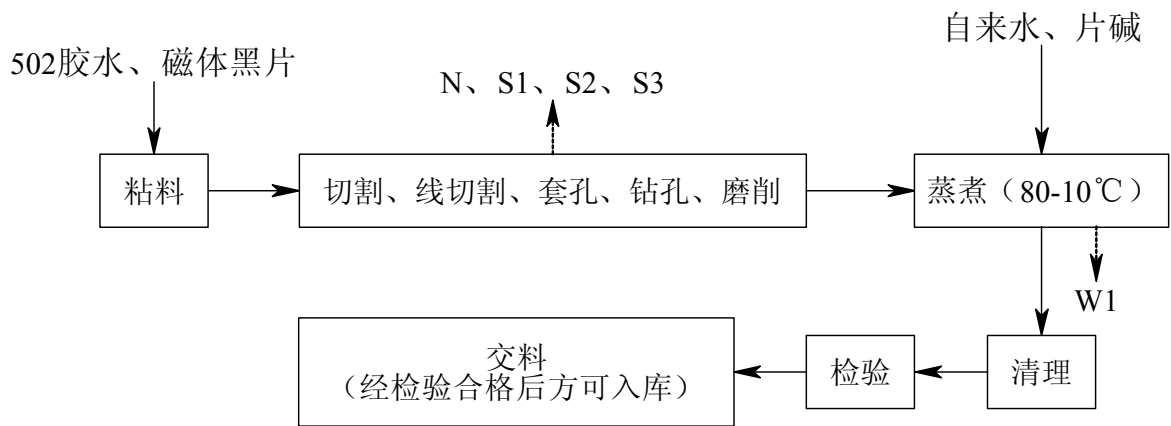 自来水、片碱
502胶水、磁体黑片
N、S1、S2、S3
粘料
切割、线切割、套孔、钻孔、磨削
蒸煮（80-10℃）
W1
交料
（经检验合格后方可入库）
检验
清理